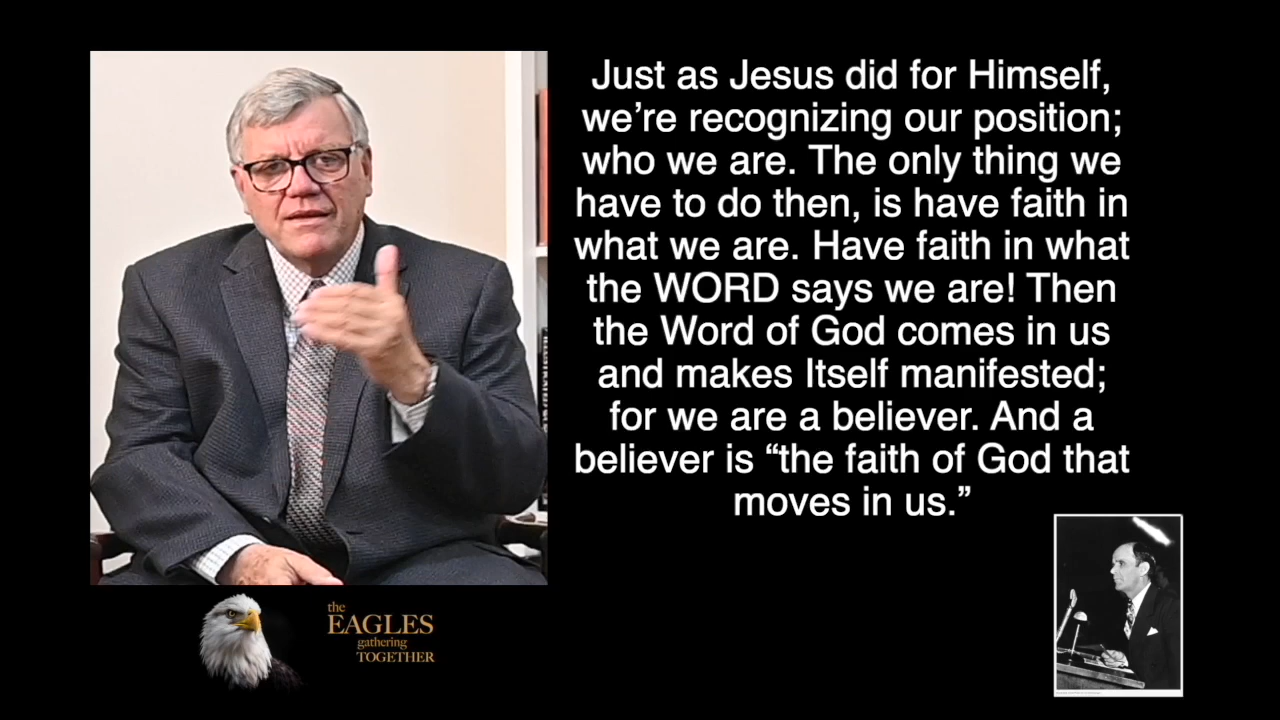 Just as Jesus did for Himself,
we’re recognizing our position;
who we are. The only thing we
have to do then, is have faith in
what we are. Have faith in what
the WORD says we are! Then
the Word of God comes in us
and makes Itself manifested;
for we are a believer. And a
believer is “the faith of God that
moves in us.”
the
EAGLES
gathering
TOGETHER